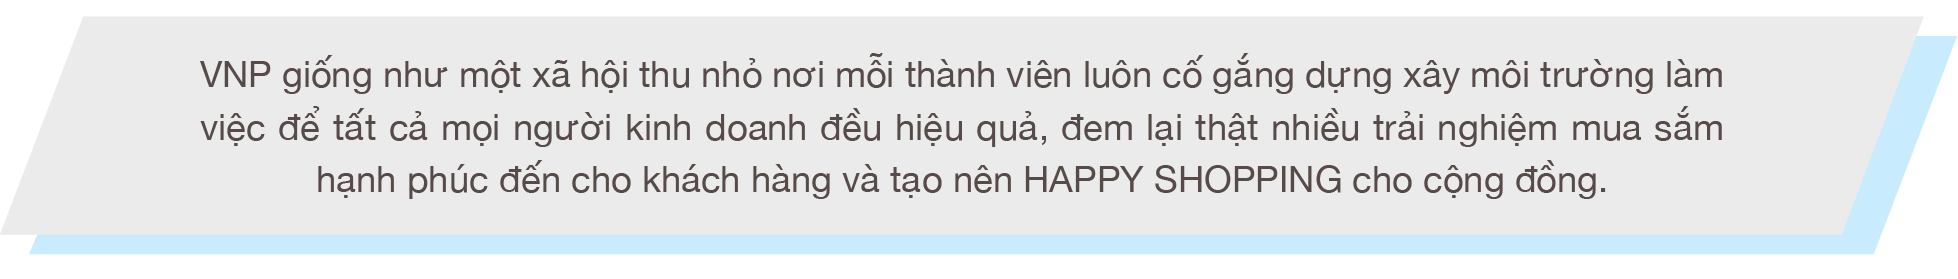 VNP giống như một xã hội thu nhỏ nơi mỗi thành viên luôn cố gắng dựng xây môi trường làm
việc để tất cả mọi người kinh doanh đều hiệu quả, đem lại thật nhiều trải nghiệm mua sắm
hạnh phúc đến cho khách hàng và tạo nên HAPPY SHOPPING cho cộng đồng.